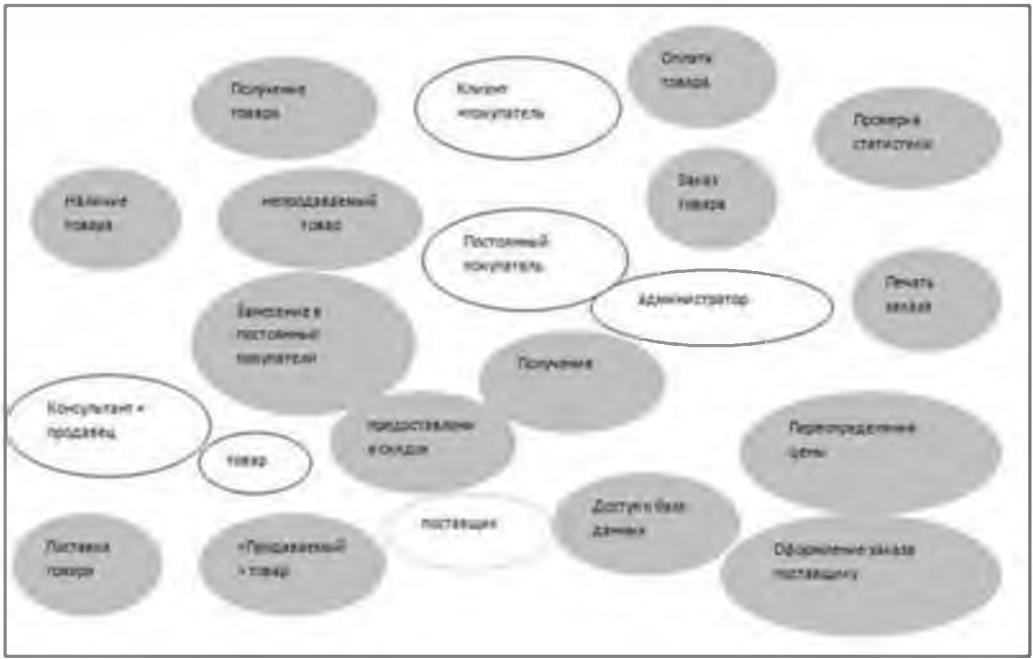 Получение
товара
Клиент
=покупатель
Оплата
товара
Проверка
статистики
Наличие
товара
непродаваемый
товар
Заказ
товара
Постоянный
покупатель
администратор
Печать
заказа
Занесение в
постоянные
покупатели
Получение
Консультант =
продавец
товар
предоставлени
е скидок
Переопределение
цены
поставщик
Доступ к базе
данных
Поставка
товара
«Продаваемый
» товар
Оформление заказа
поставщику